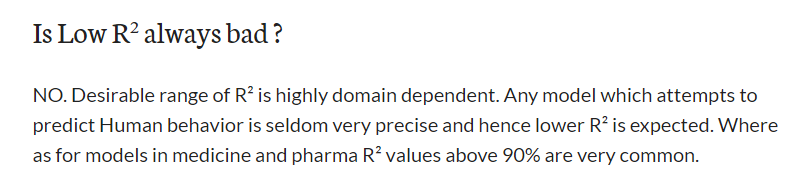 Is Low R² always bad ?
NO. Desirable range of R² is highly domain dependent. Any model which attempts to
predict Human behavior is seldom very precise and hence lower R² is expected. Where
as for models in medicine and pharma R² values above 90% are very common.